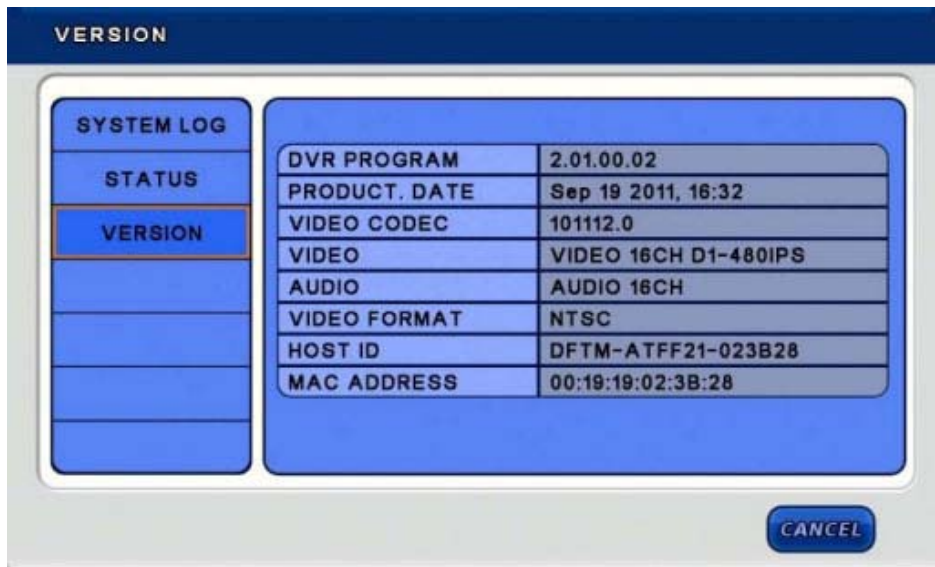 VERSION
SYSTEM LOG
STATUS
VERSION
DVR PROGRAM 2.01.00.02
PRODUCT. DATE Sep 19 2011, 16:32
VIDEO CODEC 101112.0
VIDEO VIDEO 16CH D1-480IPS
AUDIO AUDIO 16CH
VIDEO FORMAT NTSC
HOST ID DFTM-ATFF21-023B28
MAC ADDRESS 00:19:19:02:3B:28
CANCEL